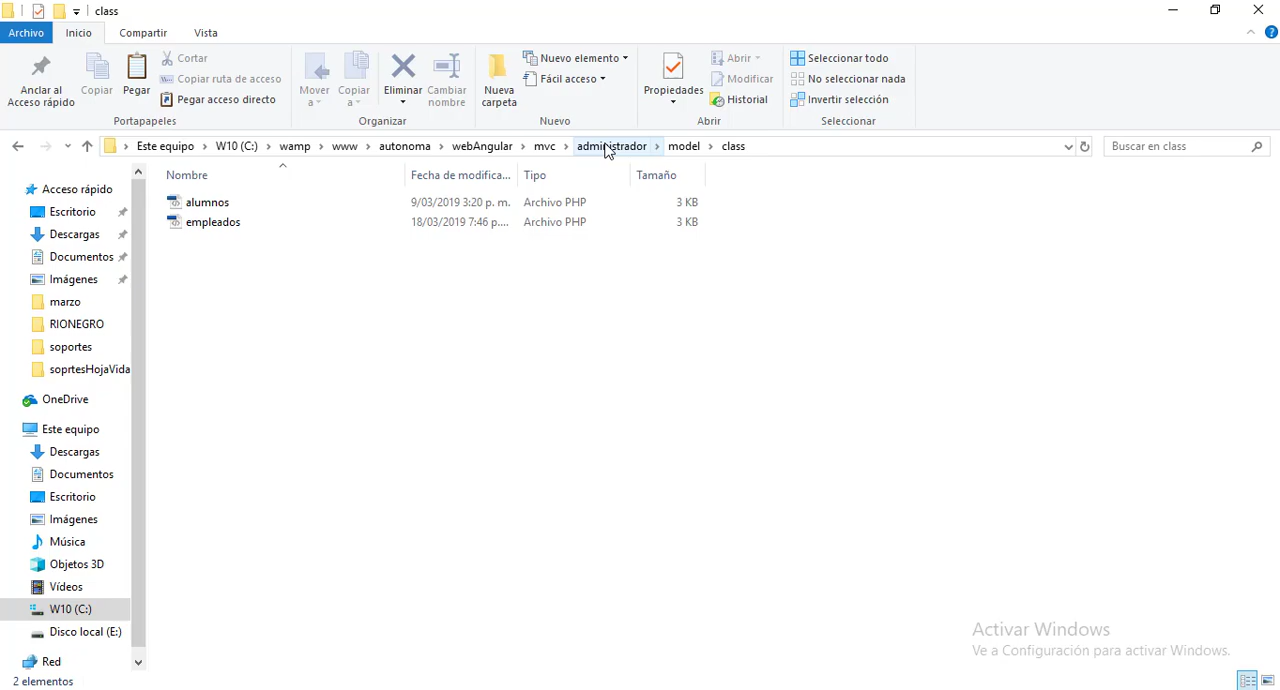 class
Archivo Inicio Compartir Vista
Anclar al Acceso rápido
Copiar
Pegar
Cortar
Copiar ruta de acceso
Pegar acceso directo
Portapapeles
Mover a
Copiar a
Eliminar
Cambiar nombre
Organizar
Nueva carpeta
Nuevo elemento
Fácil acceso
Nuevo
Propiedades
Abrir
Modificar
Historial
Abrir
Seleccionar todo
No seleccionar nada
Invertir selección
Seleccionar
Este equipo › W10 (C:) › wamp › www › autonoma › webAngular › mvc › administrador › model › class
Buscar en class
Nombre Fecha de modifica... Tipo Tamaño
alumnos 9/03/2019 3:20 p. m. Archivo PHP 3 KB
empleados 18/03/2019 7:46 p.... Archivo PHP 3 KB
Acceso rápido
Escritorio
Descargas
Documentos
Imágenes
marzo
RIONEGRO
soportes
soprtesHojaVida
OneDrive
Este equipo
Descargas
Documentos
Escritorio
Imágenes
Música
Objetos 3D
Vídeos
W10 (C:)
Disco local (E:)
Red
2 elementos
Activar Windows
Ve a Configuración para activar Windows.